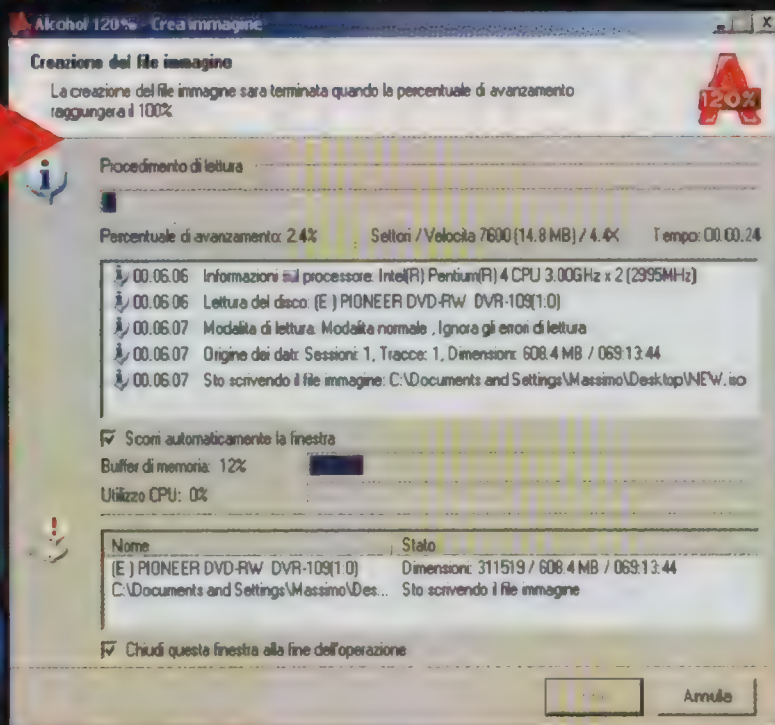 Alcohol 120% - Crea immagine
Creazione del file immagine
La creazione del file immagine sara terminata quando la percentuale di avanzamento
raggiungera il 100%
120%
Procedimento di lettura
Percentuale di avanzamento: 2.4%   Settori / Velocita 7600 (14.8 MB) / 4.4X   Tempo: 00.00.24
00.06.06 Informazioni sul processore: Intel(R) Pentium(R) 4 CPU 3.00GHz x 2 (2995MHz)
00.06.06 Lettura del disco: (E:) PIONEER DVD-RW DVR-109(1:0)
00.06.07 Modalita di lettura: Modalita normale , Ignora gli errori di lettura
00.06.07 Origine dei dati: Sessioni: 1, Tracce: 1, Dimensioni: 608.4 MB / 069:13:44
00.06.07 Sto scrivendo il file immagine: C:\Documents and Settings\Massimo\Desktop\NEW.iso
Scorri automaticamente la finestra
Buffer di memoria: 12%
Utilizzo CPU: 0%
Nome   Stato
(E:) PIONEER DVD-RW DVR-109(1:0)   Dimensioni: 311519 / 608.4 MB / 069:13:44
C:\Documents and Settings\Massimo\Des...   Sto scrivendo il file immagine
Chiudi questa finestra alla fine dell'operazione
Annulla